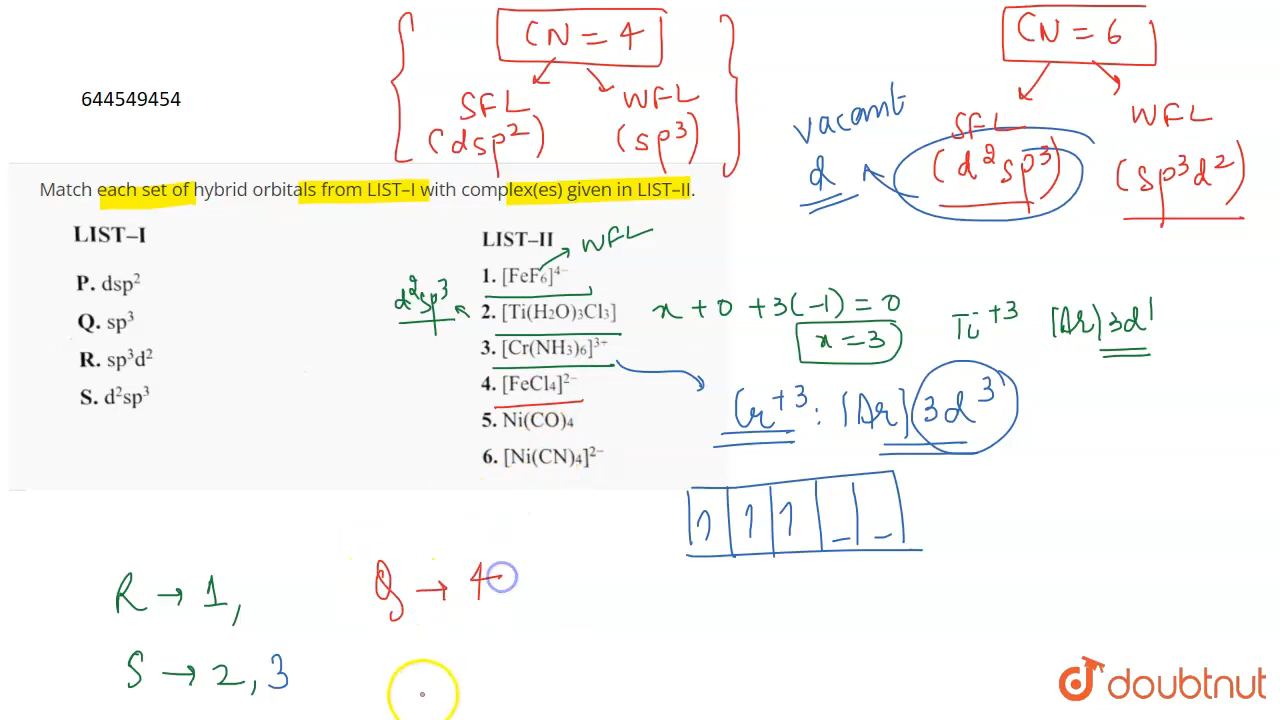 CN = 4
CN = 6
SFL WFL
(dsp²) (sp³)
644549454
vacant
d
SFL WFL
(d²sp³) (sp³d²)
Match each set of hybrid orbitals from LIST–I with complex(es) given in LIST–II.
LIST–I
P. dsp²
Q. sp³
R. sp³d²
S. d²sp³
LIST–II
WFL
1. [FeF₆]⁴⁻
d²sp³
2. [Ti(H₂O)₃Cl₃]
3. [Cr(NH₃)₆]³⁺
4. [FeCl₄]²⁻
5. Ni(CO)₄
6. [Ni(CN)₄]²⁻
x + 0 + 3(-1) = 0
x = 3
Ti⁺³ [Ar] 3d¹
Cr⁺³ : [Ar] 3d³
1 1 1 _ _
R → 1,
S → 2, 3
Q → 4
doubtnut